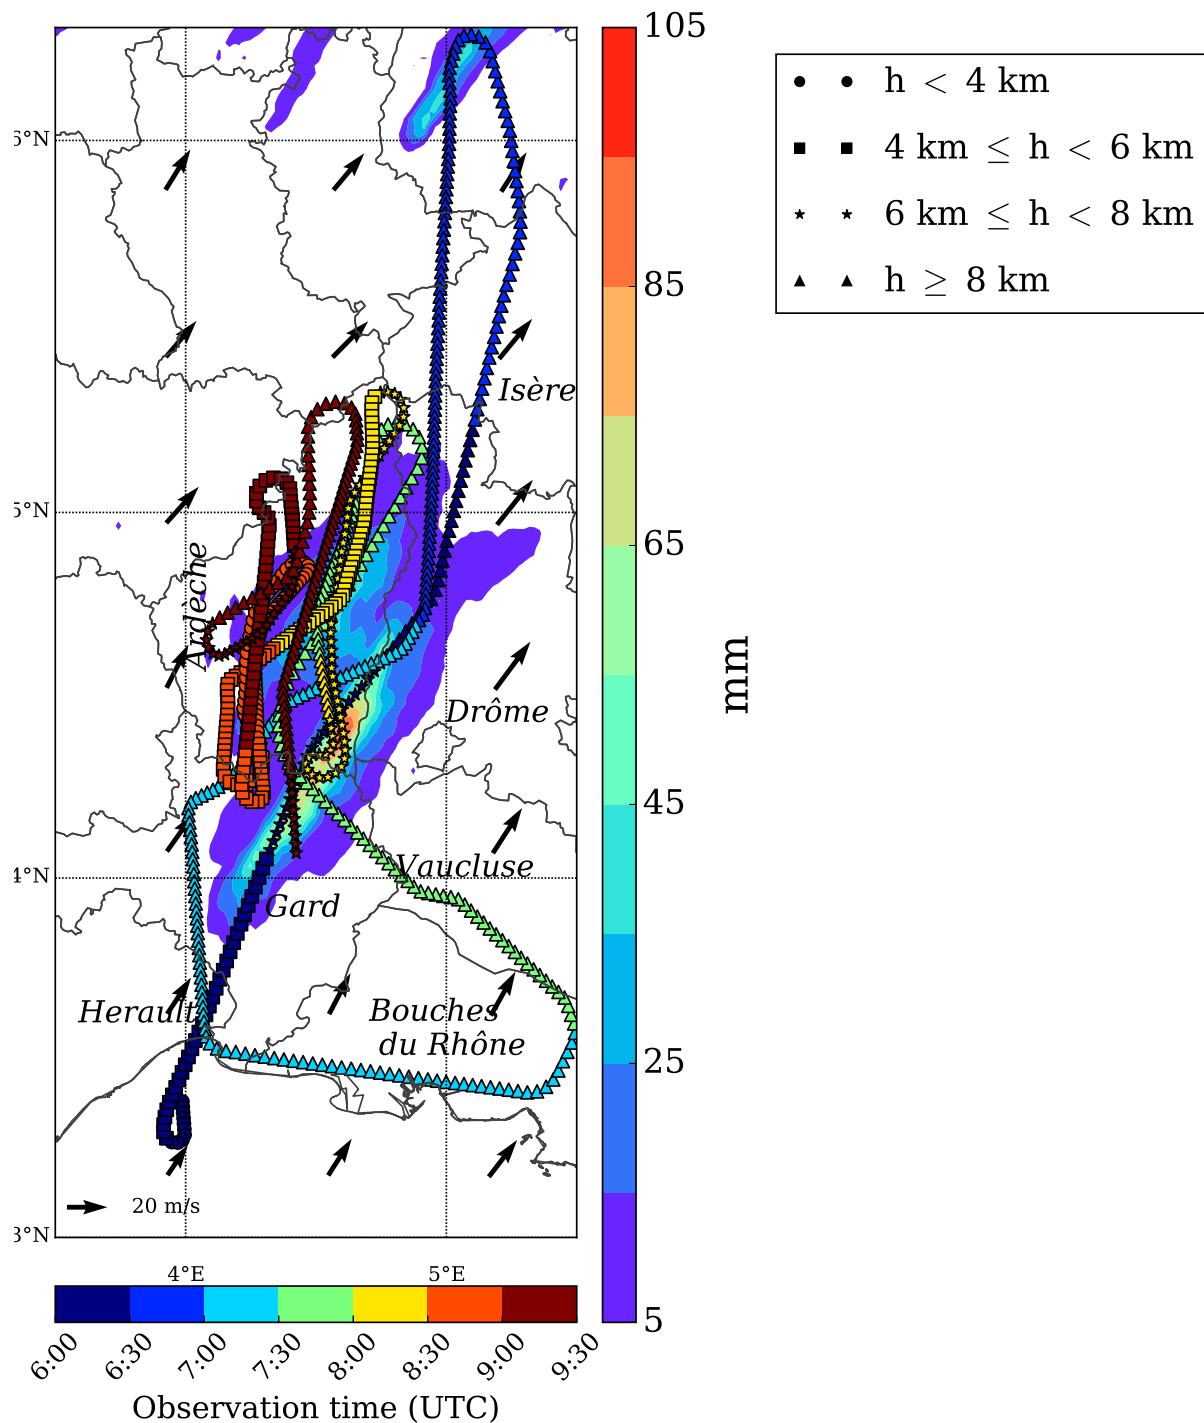 105
h < 4 km
5°N
4 km ≤ h < 6 km
6 km ≤ h < 8 km
h ≥ 8 km
85
Isère
5°N
65
Ardèche
mm
Drôme
45
Vaucluse
°N
Gard
Herault
Bouches
du Rhône
25
20 m/s
3°N
4°E
5°E
5
6:00
6:30
7:00
7:30
8:00
8:30
9:00
9:30
Observation time (UTC)